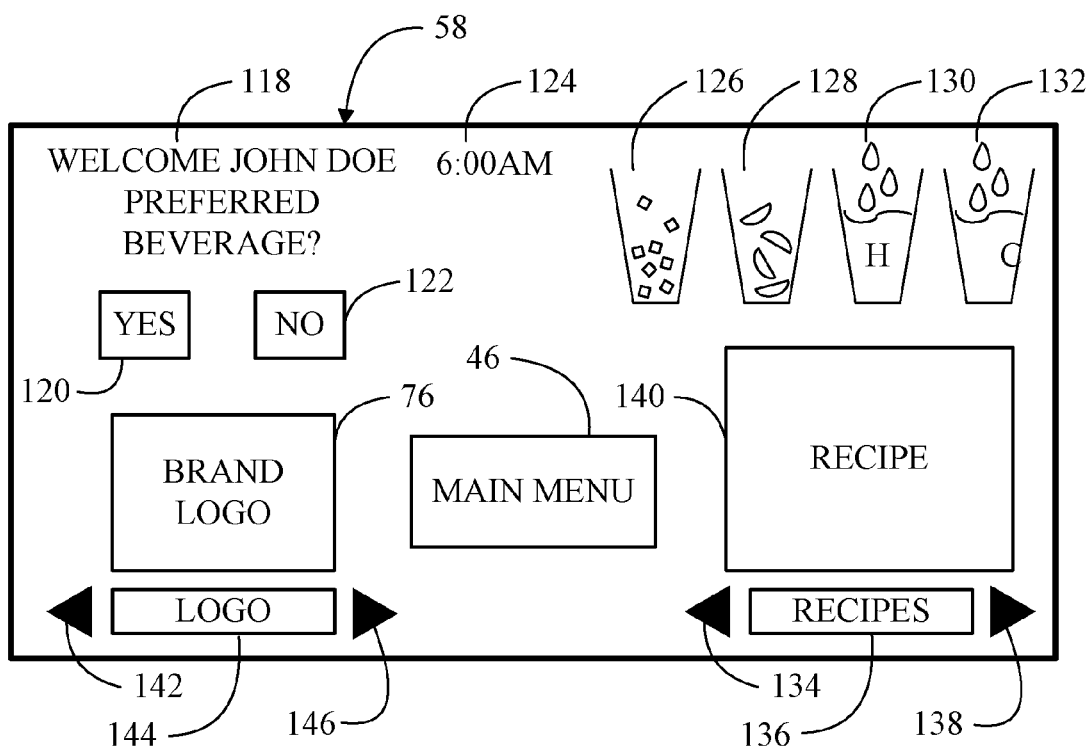 58
118
124
126
128
130
132
WELCOME JOHN DOE
PREFERRED
BEVERAGE?
6:00AM
H
C
YES
NO
122
120
46
76
140
BRAND
LOGO
MAIN MENU
RECIPE
LOGO
RECIPES
142
144
146
134
136
138